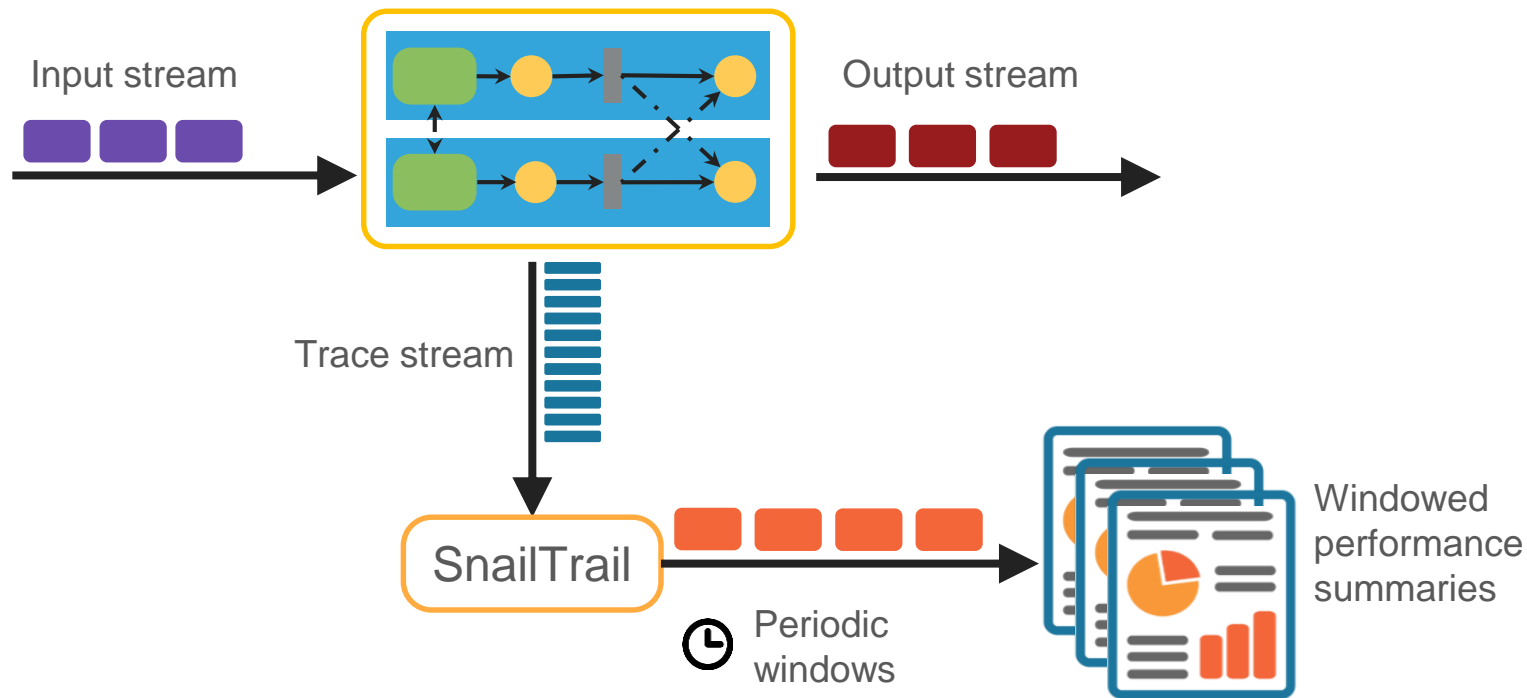 Input stream
Output stream
Trace stream
SnailTrail
Periodic
windows
Windowed
performance
summaries